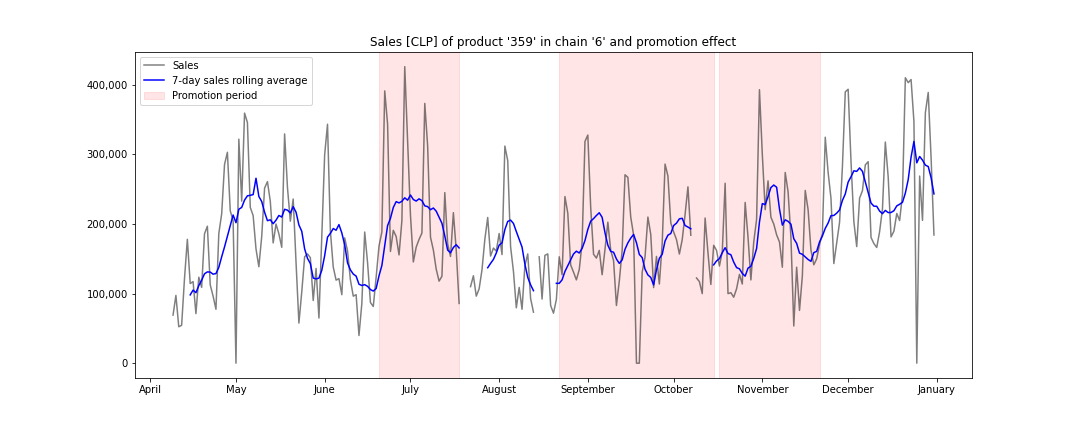 Sales [CLP] of product '359' in chain '6' and promotion effect
Sales
7-day sales rolling average
Promotion period
400,000
300,000
200,000
100,000
0
April May June July August September October November December January